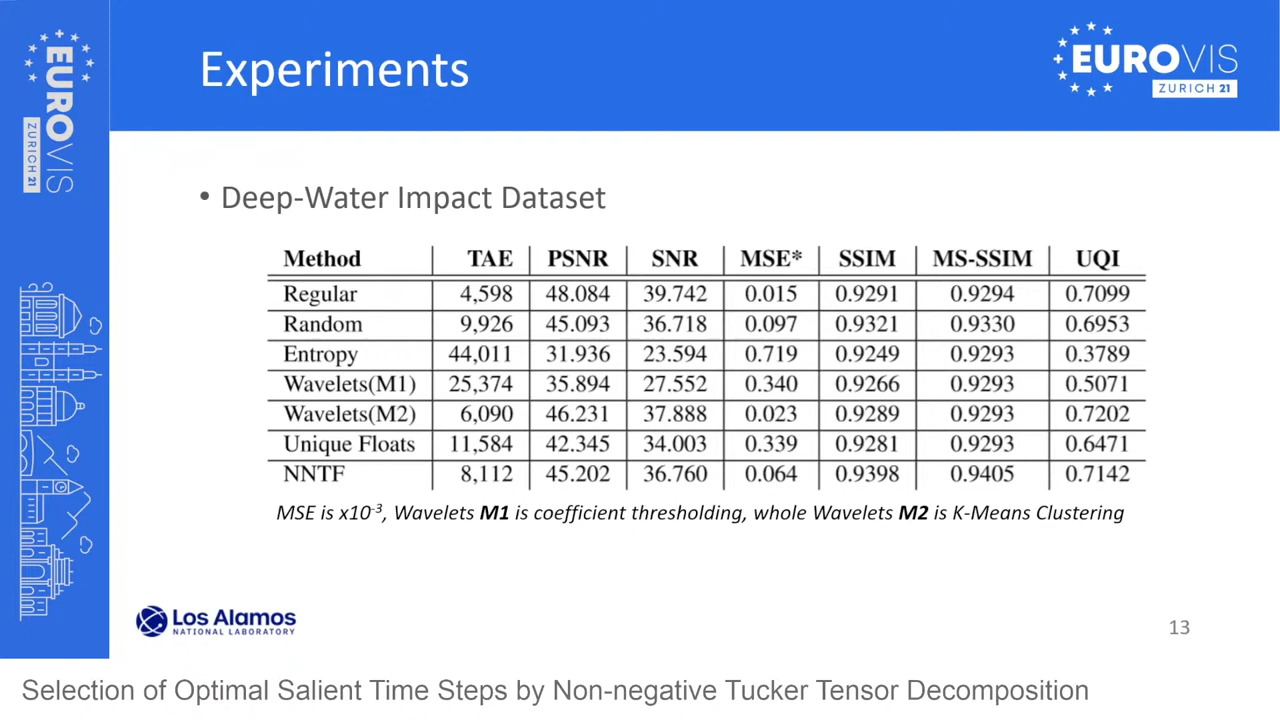 Experiments
EUROVIS
ZURICH 21
EUROVIS
ZURICH 21
• Deep-Water Impact Dataset
Method TAE PSNR SNR MSE* SSIM MS-SSIM UQI
Regular 4,598 48.084 39.742 0.015 0.9291 0.9294 0.7099
Random 9,926 45.093 36.718 0.097 0.9321 0.9330 0.6953
Entropy 44,011 31.936 23.594 0.719 0.9249 0.9293 0.3789
Wavelets(M1) 25,374 35.894 27.552 0.340 0.9266 0.9293 0.5071
Wavelets(M2) 6,090 46.231 37.888 0.023 0.9289 0.9293 0.7202
Unique Floats 11,584 42.345 34.003 0.339 0.9281 0.9293 0.6471
NNTF 8,112 45.202 36.760 0.064 0.9398 0.9405 0.7142
MSE is x10⁻³, Wavelets M1 is coefficient thresholding, whole Wavelets M2 is K-Means Clustering
Los Alamos
NATIONAL LABORATORY
13
Selection of Optimal Salient Time Steps by Non-negative Tucker Tensor Decomposition